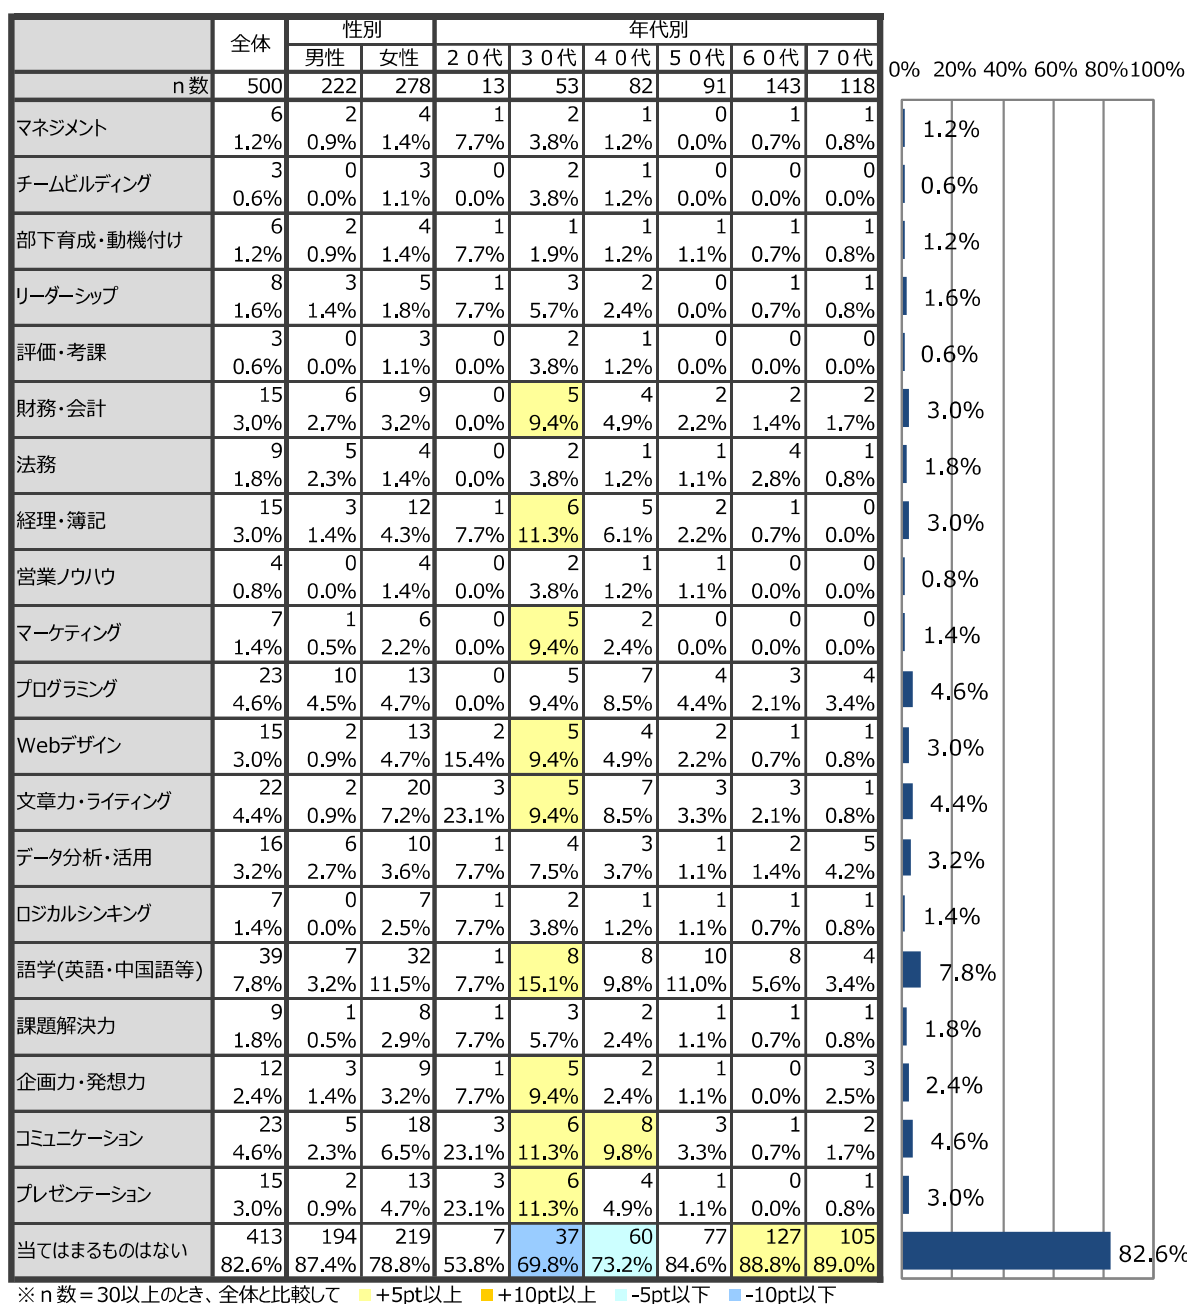 全体 性別 年代別
男性 女性 20代 30代 40代 50代 60代 70代
n数 500 222 278 13 53 82 91 143 118
0% 20% 40% 60% 80% 100%
マネジメント 6 2 4 1 2 1 0 1 1
1.2% 0.9% 1.4% 7.7% 3.8% 1.2% 0.0% 0.7% 0.8% 1.2%
チームビルディング 3 0 3 0 2 1 0 0 0
0.6% 0.0% 1.1% 0.0% 3.8% 1.2% 0.0% 0.0% 0.0% 0.6%
部下育成・動機付け 6 2 4 1 1 1 1 1 1
1.2% 0.9% 1.4% 7.7% 1.9% 1.2% 1.1% 0.7% 0.8% 1.2%
リーダーシップ 8 3 5 1 3 2 0 1 1
1.6% 1.4% 1.8% 7.7% 5.7% 2.4% 0.0% 0.7% 0.8% 1.6%
評価・考課 3 0 3 0 2 1 0 0 0
0.6% 0.0% 1.1% 0.0% 3.8% 1.2% 0.0% 0.0% 0.0% 0.6%
財務・会計 15 6 9 0 5 4 2 2 2
3.0% 2.7% 3.2% 0.0% 9.4% 4.9% 2.2% 1.4% 1.7% 3.0%
法務 9 5 4 0 2 1 1 4 1
1.8% 2.3% 1.4% 0.0% 3.8% 1.2% 1.1% 2.8% 0.8% 1.8%
経理・簿記 15 3 12 1 6 5 2 1 0
3.0% 1.4% 4.3% 7.7% 11.3% 6.1% 2.2% 0.7% 0.0% 3.0%
営業ノウハウ 4 0 4 0 2 1 1 0 0
0.8% 0.0% 1.4% 0.0% 3.8% 1.2% 1.1% 0.0% 0.0% 0.8%
マーケティング 7 1 6 0 5 2 0 0 0
1.4% 0.5% 2.2% 0.0% 9.4% 2.4% 0.0% 0.0% 0.0% 1.4%
プログラミング 23 10 13 0 5 7 4 3 4
4.6% 4.5% 4.7% 0.0% 9.4% 8.5% 4.4% 2.1% 3.4% 4.6%
Webデザイン 15 2 13 2 5 4 2 1 1
3.0% 0.9% 4.7% 15.4% 9.4% 4.9% 2.2% 0.7% 0.8% 3.0%
文章力・ライティング 22 2 20 3 5 7 3 3 1
4.4% 0.9% 7.2% 23.1% 9.4% 8.5% 3.3% 2.1% 0.8% 4.4%
データ分析・活用 16 6 10 1 4 3 1 2 5
3.2% 2.7% 3.6% 7.7% 7.5% 3.7% 1.1% 1.4% 4.2% 3.2%
ロジカルシンキング 7 0 7 1 2 1 1 1 1
1.4% 0.0% 2.5% 7.7% 3.8% 1.2% 1.1% 0.7% 0.8% 1.4%
語学(英語・中国語等) 39 7 32 1 8 8 10 8 4
7.8% 3.2% 11.5% 7.7% 15.1% 9.8% 11.0% 5.6% 3.4% 7.8%
課題解決力 9 1 8 1 3 2 1 1 1
1.8% 0.5% 2.9% 7.7% 5.7% 2.4% 1.1% 0.7% 0.8% 1.8%
企画力・発想力 12 3 9 1 5 2 1 0 3
2.4% 1.4% 3.2% 7.7% 9.4% 2.4% 1.1% 0.0% 2.5% 2.4%
コミュニケーション 23 5 18 3 6 8 3 1 2
4.6% 2.3% 6.5% 23.1% 11.3% 9.8% 3.3% 0.7% 1.7% 4.6%
プレゼンテーション 15 2 13 3 6 4 1 0 1
3.0% 0.9% 4.7% 23.1% 11.3% 4.9% 1.1% 0.0% 0.8% 3.0%
当てはまるものはない 413 194 219 7 37 60 77 127 105
82.6% 87.4% 78.8% 53.8% 69.8% 73.2% 84.6% 88.8% 89.0% 82.6%
※n数=30以上のとき、全体と比較して +5pt以上 +10pt以上 -5pt以下 -10pt以下